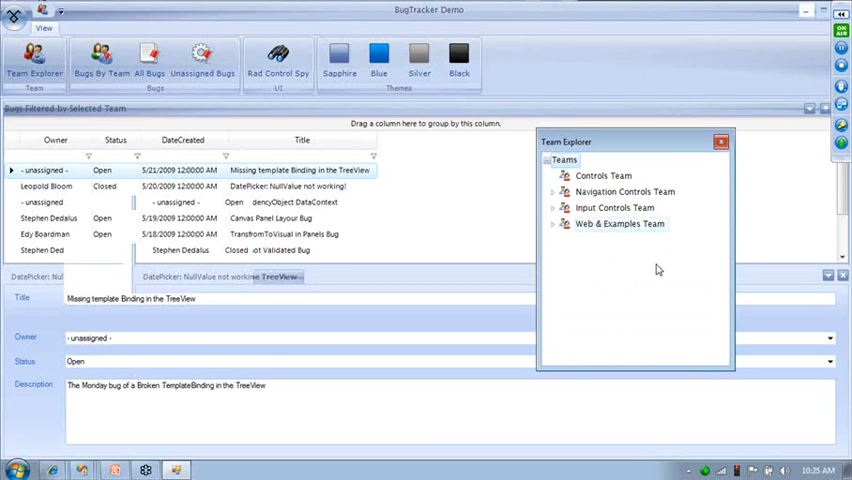 BugTracker Demo
View
Team Explorer
Bugs By Team
All Bugs
Unassigned Bugs
Rad Control Spy
Sapphire
Blue
Silver
Black
Team
Bugs
UI
Themes
ON AIR
Bugs Filtered by Selected Team
Drag a column here to group by this column.
Owner Status DateCreated Title
- unassigned - Open 5/21/2009 12:00:00 AM Missing template Binding in the TreeView
Leopold Bloom Closed 5/20/2009 12:00:00 AM DatePicker: NullValue not working!
- unassigned - unassigned - Open dencyObject DataContext
Stephen Dedalus Open 5/19/2009 12:00:00 AM Canvas Panel Layour Bug
Edy Boardman Open 5/18/2009 12:00:00 AM TransfromToVisual in Panels Bug
Stephen Ded Stephen Dedalus Closed ot Validated Bug
Team Explorer
Teams
Controls Team
Navigation Controls Team
Input Controls Team
Web & Examples Team
DatePicker: Nul DatePicker: NullValue not workin e TreeView
Title Missing template Binding in the TreeView
Owner - unassigned -
Status Open
Description The Monday bug of a Broken TemplateBinding in the TreeView
10:25 AM